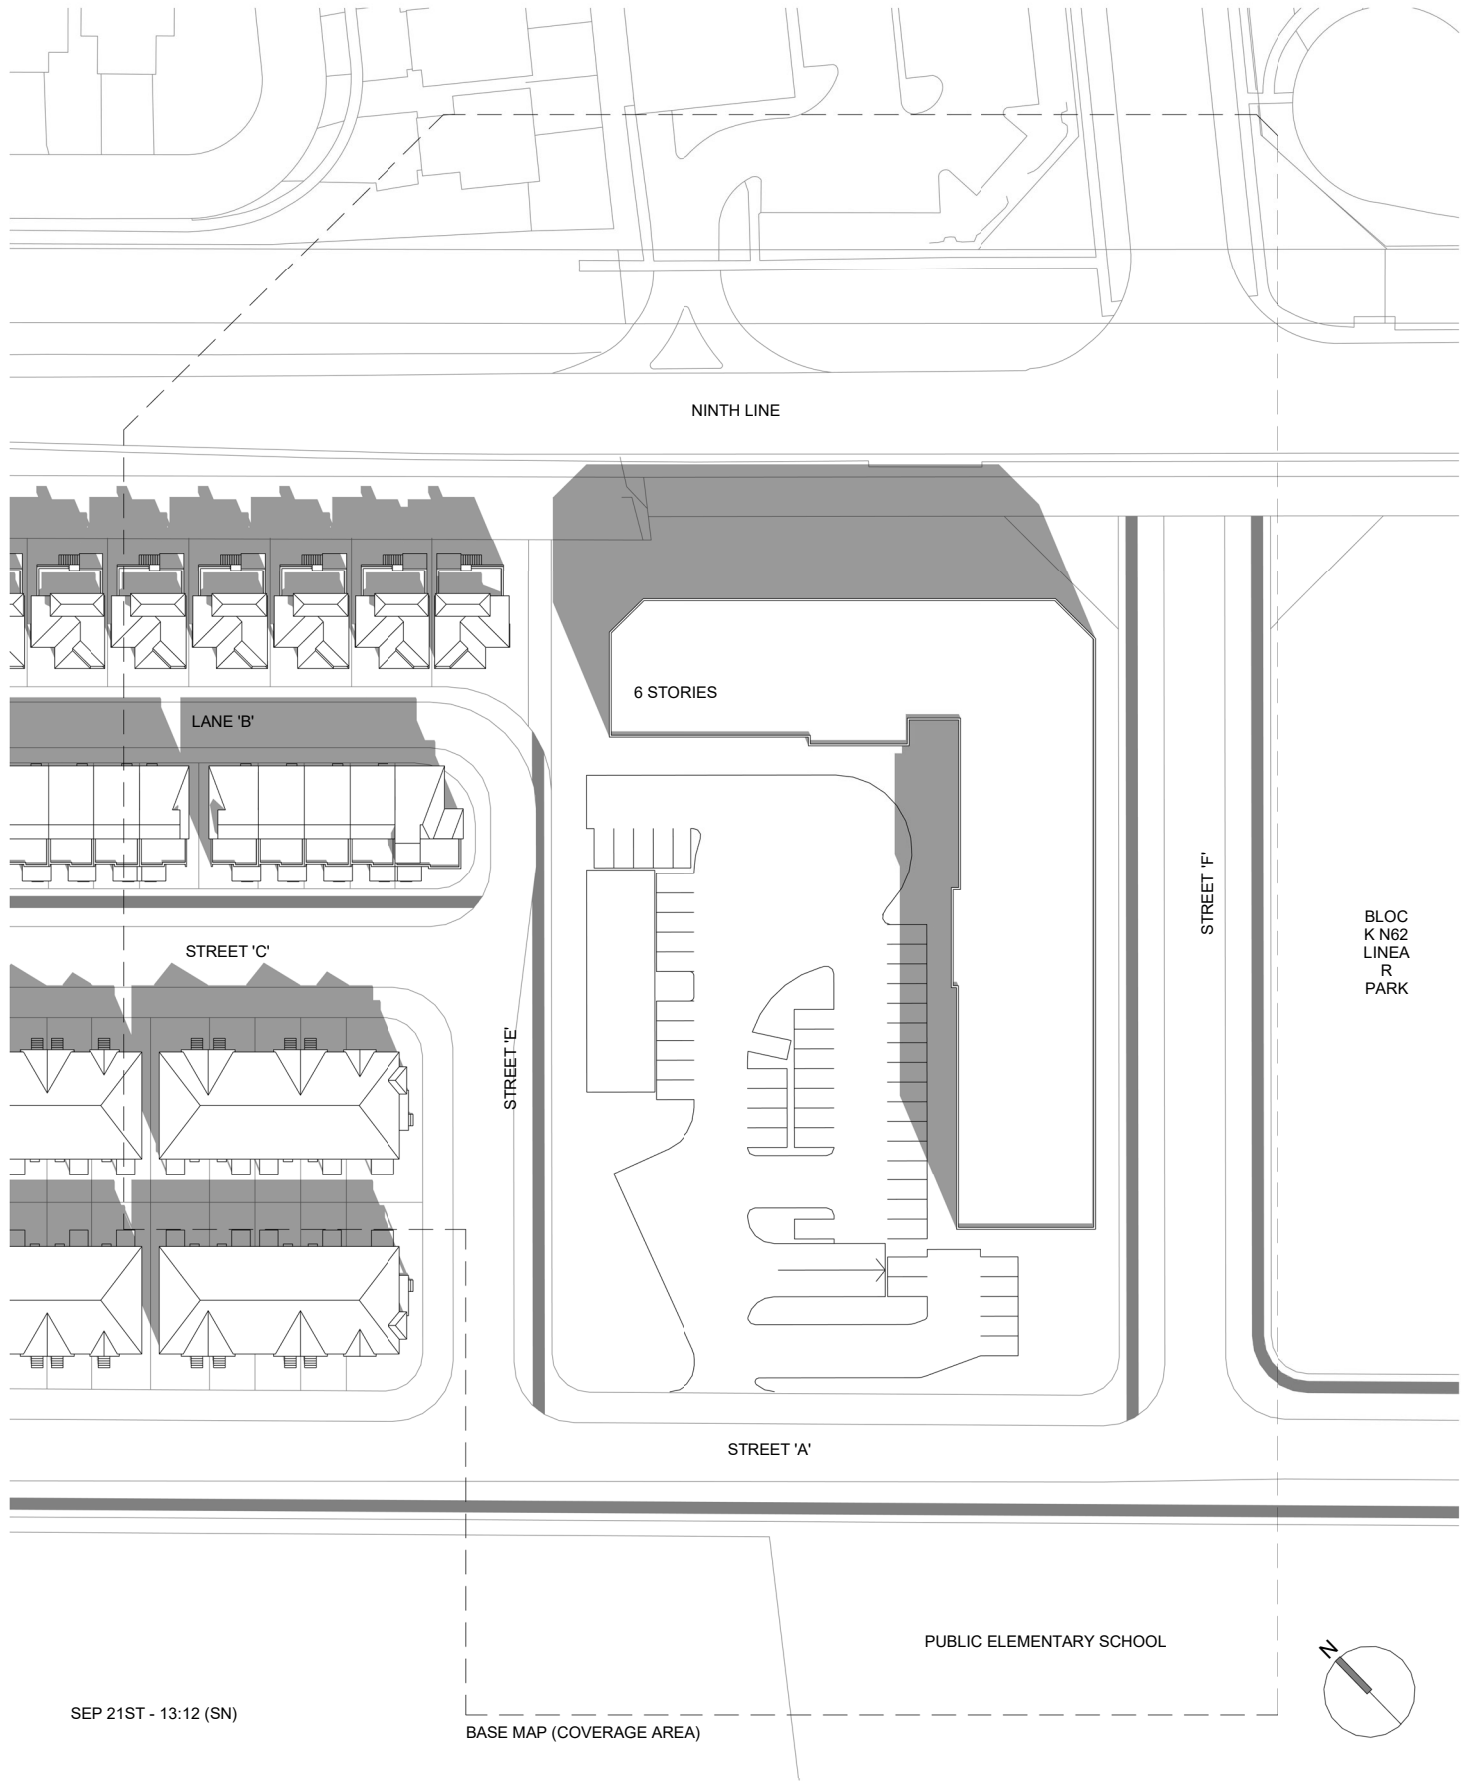 NINTH LINE
6 STORIES
LANE 'B'
STREET 'F'
BLOC
K N62
LINEA
R
PARK
STREET 'C'
STREET 'E'
STREET 'A'
PUBLIC ELEMENTARY SCHOOL
N
SEP 21ST - 13:12 (SN)
BASE MAP (COVERAGE AREA)